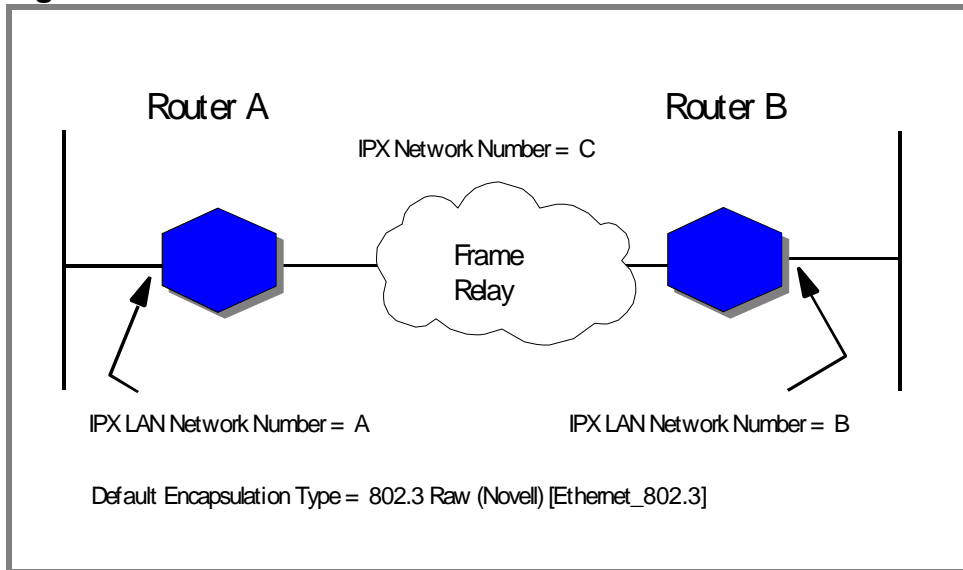 Router A
Router B
IPX Network Number = C
Frame
Relay
IPX LAN Network Number = A
IPX LAN Network Number = B
Default Encapsulation Type = 802.3 Raw (Novell) [Ethernet_802.3]